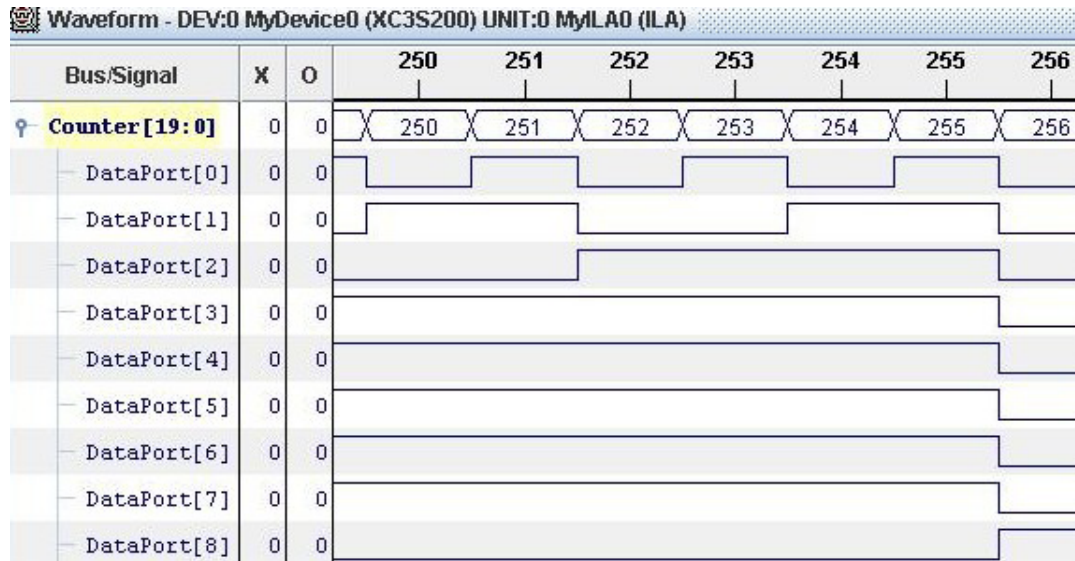 Waveform - DEV:0 MyDevice0 (XC3S200) UNIT:0 MyILA0 (ILA)
Bus/Signal X O 250 251 252 253 254 255 256
Counter[19:0] 0 0 250 251 252 253 254 255 256
DataPort[0] 0 0
DataPort[1] 0 0
DataPort[2] 0 0
DataPort[3] 0 0
DataPort[4] 0 0
DataPort[5] 0 0
DataPort[6] 0 0
DataPort[7] 0 0
DataPort[8] 0 0